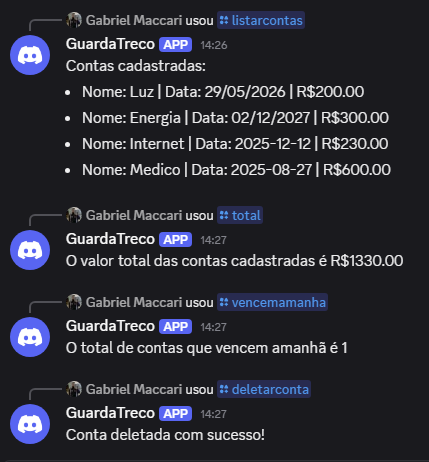 Gabriel Maccari usou listarcontas
GuardaTreco APP 14:26
Contas cadastradas:
• Nome: Luz | Data: 29/05/2026 | R$200.00
• Nome: Energia | Data: 02/12/2027 | R$300.00
• Nome: Internet | Data: 2025-12-12 | R$230.00
• Nome: Medico | Data: 2025-08-27 | R$600.00
Gabriel Maccari usou total
GuardaTreco APP 14:27
O valor total das contas cadastradas é R$1330.00
Gabriel Maccari usou vencemamanha
GuardaTreco APP 14:27
O total de contas que vencem amanhã é 1
Gabriel Maccari usou deletarconta
GuardaTreco APP 14:27
Conta deletada com sucesso!